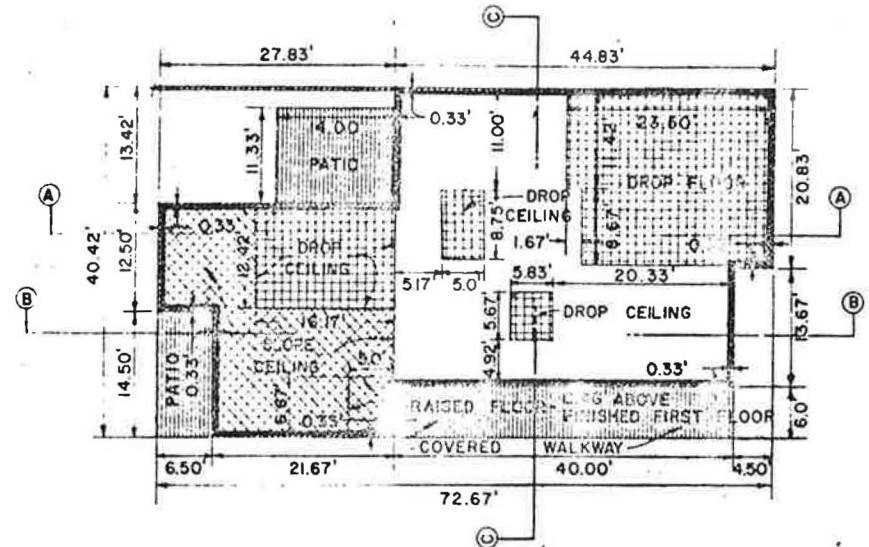 C
27.83'
44.83'
0.33'
14.00
PATIO
11.33'
13.42'
11.00'
23.60
11.42'
20.83
DROP FLOOR
DROP
CEILING
8.75'
1.67'
8.67'
A
A
40.42'
12.50'
0.33'
12.42'
DROP
CEILING
5.17'
5.0'
5.83'
20.33'
B
B
5.67'
DROP CEILING
13.67'
16.17'
SLOPE
CEILING
4.92'
0.33'
14.50'
PATIO
0.33'
6.67'
0.33'
RAISED FLOOR
ABOVE
FINISHED FIRST FLOOR
6.0'
COVERED WALKWAY
6.50'
21.67'
40.00'
4.50'
72.67'
C